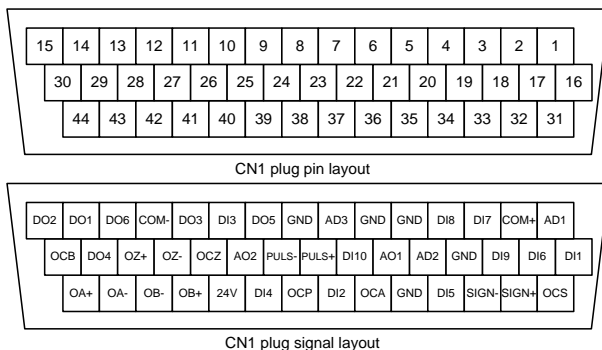 15 14 13 12 11 10 9 8 7 6 5 4 3 2 1
30 29 28 27 26 25 24 23 22 21 20 19 18 17 16
44 43 42 41 40 39 38 37 36 35 34 33 32 31
CN1 plug pin layout
DO2 DO1 DO6 COM- DO3 DI3 DO5 GND AD3 GND GND DI8 DI7 COM+ AD1
OCB DO4 OZ+ OZ- OCZ AO2 PULS- PULS+ DI10 AO1 AD2 GND DI9 DI6 DI1
OA+ OA- OB- OB+ 24V DI4 OCP DI2 OCA GND DI5 SIGN- SIGN+ OCS
CN1 plug signal layout